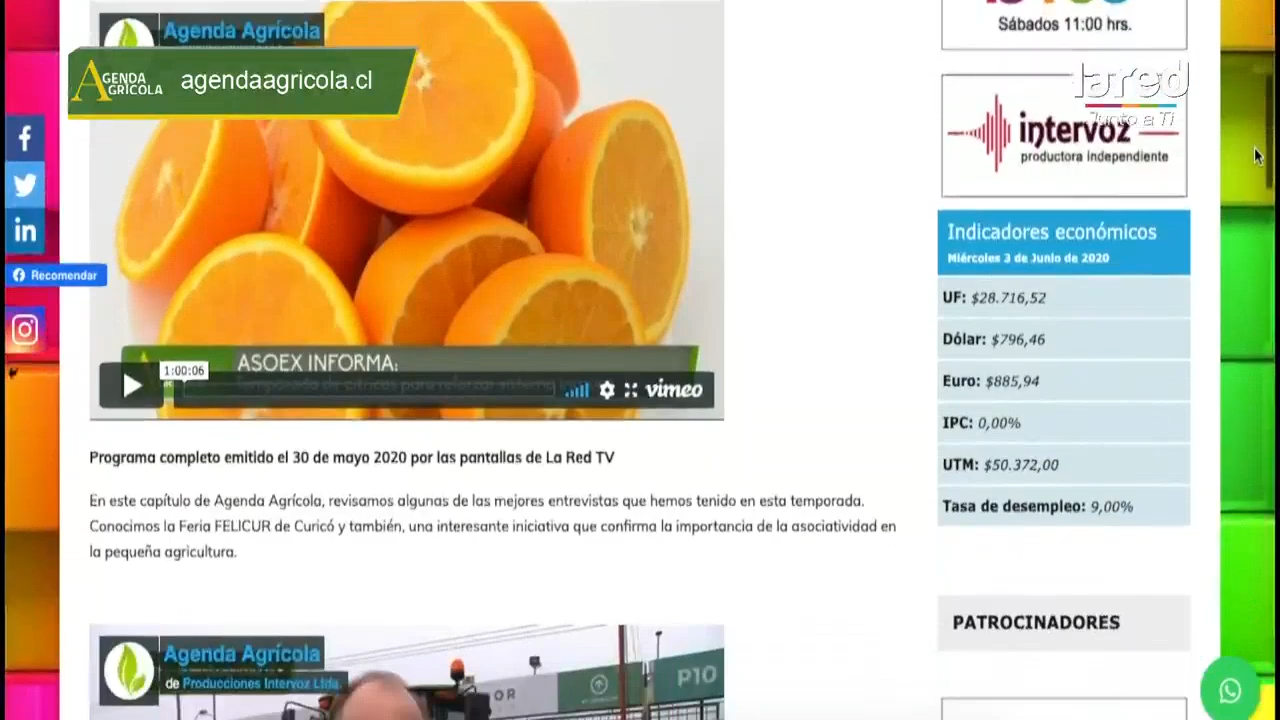 Agenda Agrícola
AGENDA
AGRÍCOLA
agendaagricola.cl
Recomendar
ASOEX INFORMA:
1:00:06
vimeo
Programa completo emitido el 30 de mayo 2020 por las pantallas de La Red TV
En este capítulo de Agenda Agrícola, revisamos algunas de las mejores entrevistas que hemos tenido en esta temporada.
Conocimos la Feria FELICUR de Curicó y también, una interesante iniciativa que confirma la importancia de la asociatividad en
la pequeña agricultura.
Agenda Agrícola
de Producciones Intervoz Ltda.
OR
P10
Sábados 11:00 hrs.
lared
Junto a Ti
intervoz
productora independiente
Indicadores económicos
Miércoles 3 de Junio de 2020
UF: $28.716,52
Dólar: $796,46
Euro: $885,94
IPC: 0,00%
UTM: $50.372,00
Tasa de desempleo: 9,00%
PATROCINADORES